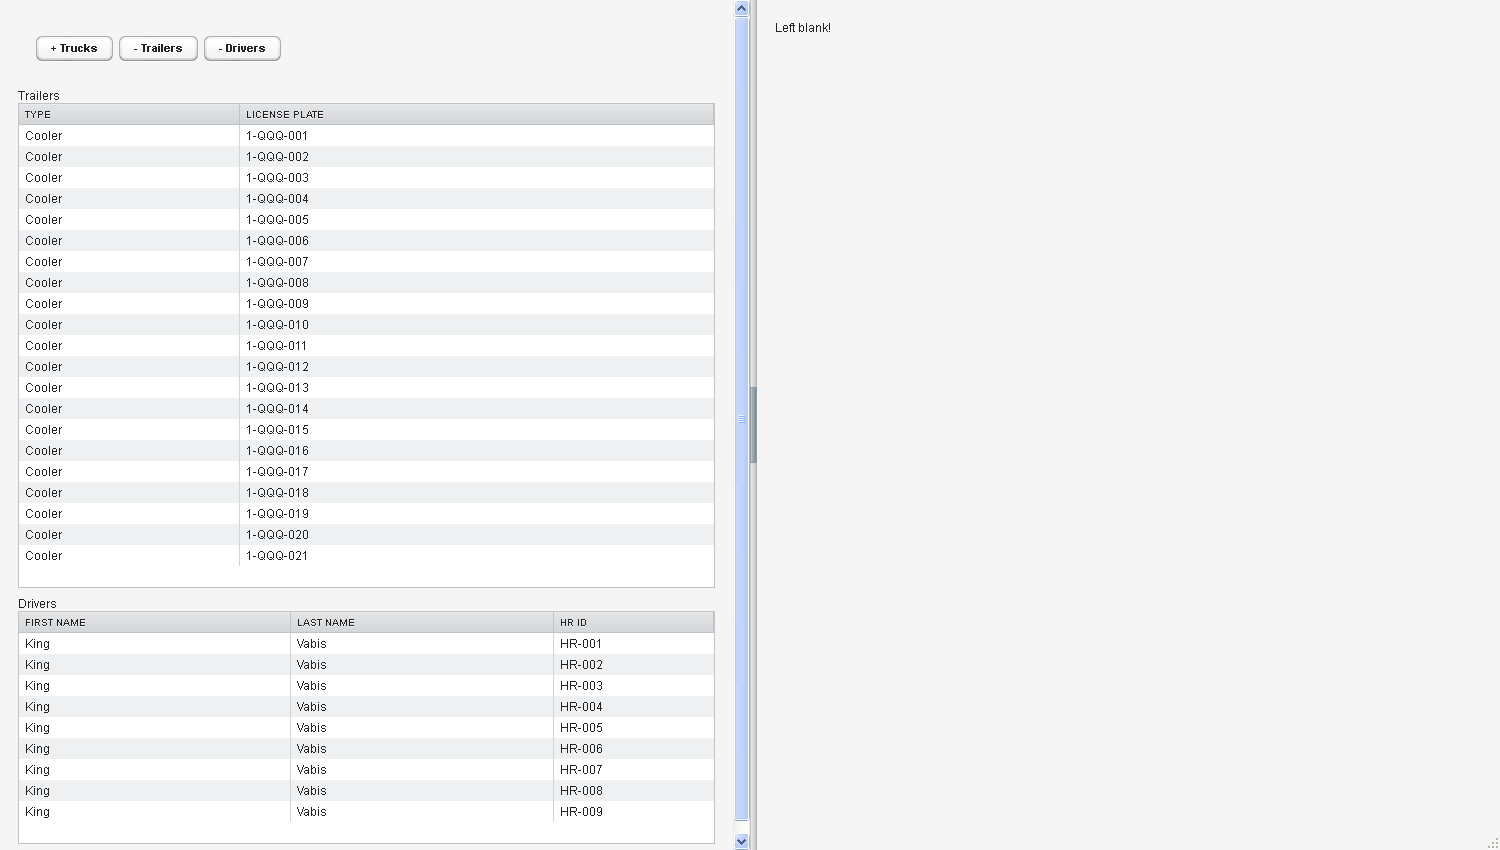 + Trucks - Trailers - Drivers
Left blank!
Trailers
TYPE LICENSE PLATE
Cooler 1-QQQ-001
Cooler 1-QQQ-002
Cooler 1-QQQ-003
Cooler 1-QQQ-004
Cooler 1-QQQ-005
Cooler 1-QQQ-006
Cooler 1-QQQ-007
Cooler 1-QQQ-008
Cooler 1-QQQ-009
Cooler 1-QQQ-010
Cooler 1-QQQ-011
Cooler 1-QQQ-012
Cooler 1-QQQ-013
Cooler 1-QQQ-014
Cooler 1-QQQ-015
Cooler 1-QQQ-016
Cooler 1-QQQ-017
Cooler 1-QQQ-018
Cooler 1-QQQ-019
Cooler 1-QQQ-020
Cooler 1-QQQ-021
Drivers
FIRST NAME LAST NAME HR ID
King Vabis HR-001
King Vabis HR-002
King Vabis HR-003
King Vabis HR-004
King Vabis HR-005
King Vabis HR-006
King Vabis HR-007
King Vabis HR-008
King Vabis HR-009